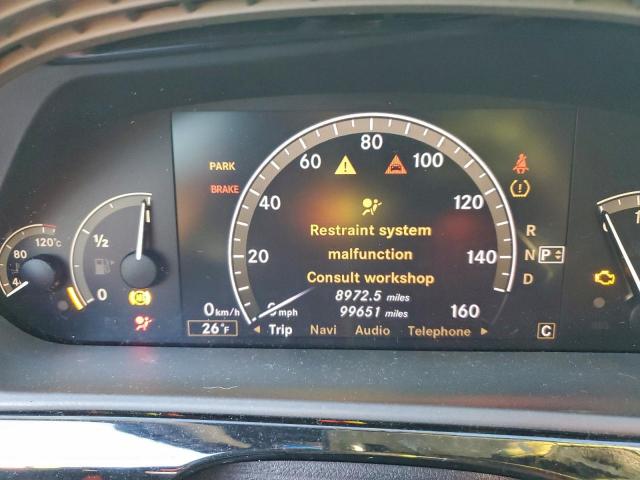 80
60
100
PARK
BRAKE
40
120
Restraint system
malfunction
Consult workshop
R
N P
D
120°C
80
1/2
20
140
0
8972.5 miles
99651 miles
0 km/h
mph
160
26°F
Trip Navi Audio Telephone
C